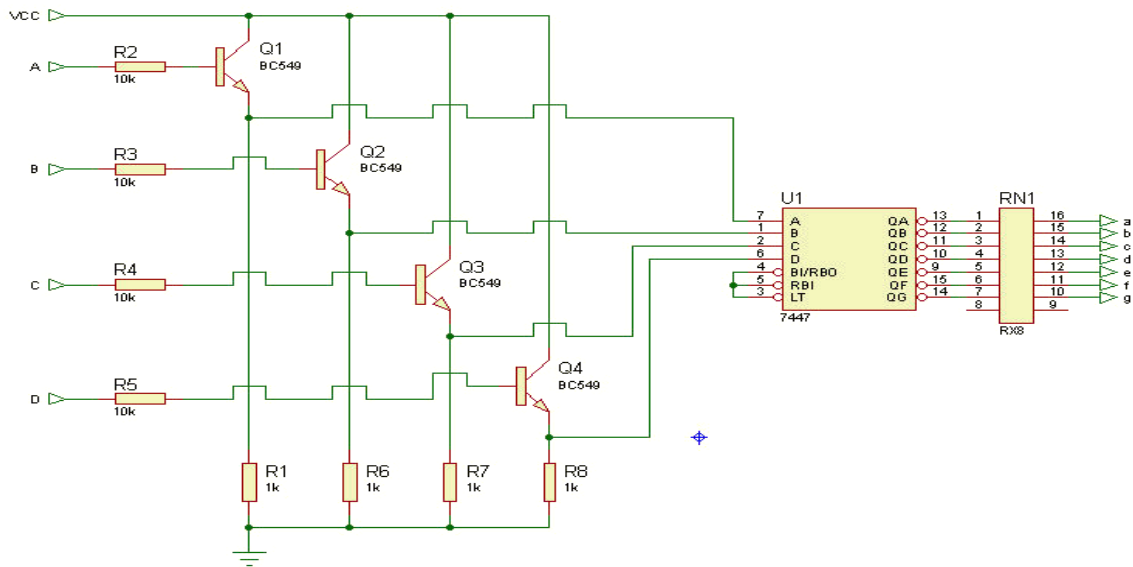 VCC
A
R2
10k
Q1
BC549
B
R3
10k
Q2
BC549
C
R4
10k
Q3
BC549
D
R5
10k
Q4
BC549
R1
1k
R6
1k
R7
1k
R8
1k
U1
7 A QA 13
1 B QB 12
2 C QC 11
6 D QD 10
4 BI/RBO QE 9
5 RBI QF 15
3 LT QG 14
7447
RN1
1 16 a
2 15 b
3 14 c
4 13 d
5 12 e
6 11 f
7 10 g
8 9
RX8